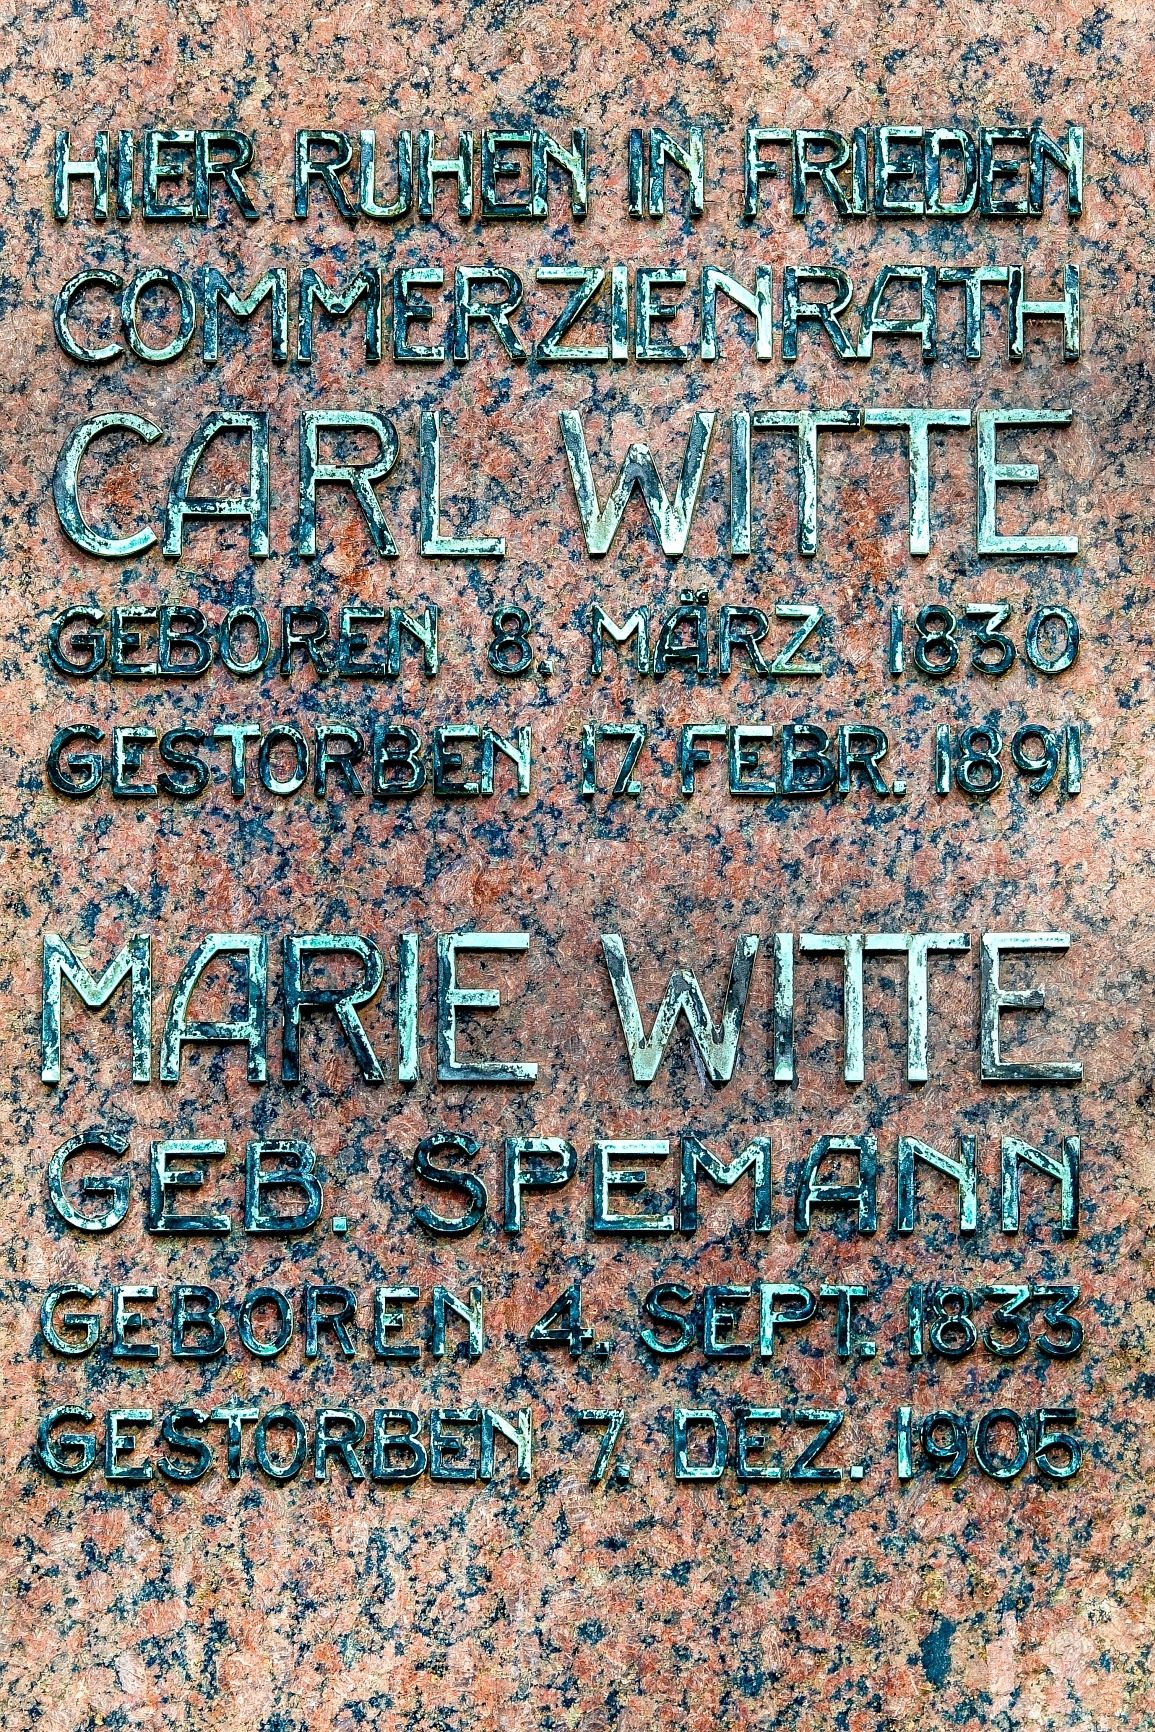 HIER RUHEN IN FRIEDEN
COMMERZIENRATH
CARL WITTE
GEBOREN 8. MÄRZ 1830
GESTORBEN 17. FEBR. 1891
MARIE WITTE
GEB. SPEMANN
GEBOREN 4. SEPT. 1833
GESTORBEN 7. DEZ. 1905